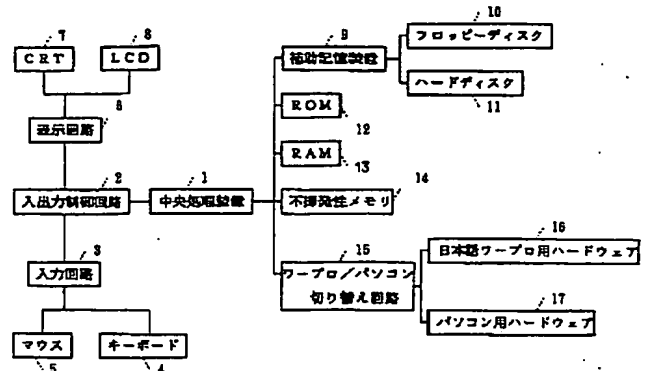 7
CRT
8
LCD
6
表示回路
2
入出力制御回路
1
中央処理装置
3
入力回路
マウス
5
キーボード
4
9
補助記憶装置
10
フロッピーディスク
ハードディスク
11
ROM
12
RAM
13
不揮発性メモリ
14
15
ワープロ/パソコン
切り替え回路
16
日本語ワープロ用ハードウェア
17
パソコン用ハードウェア